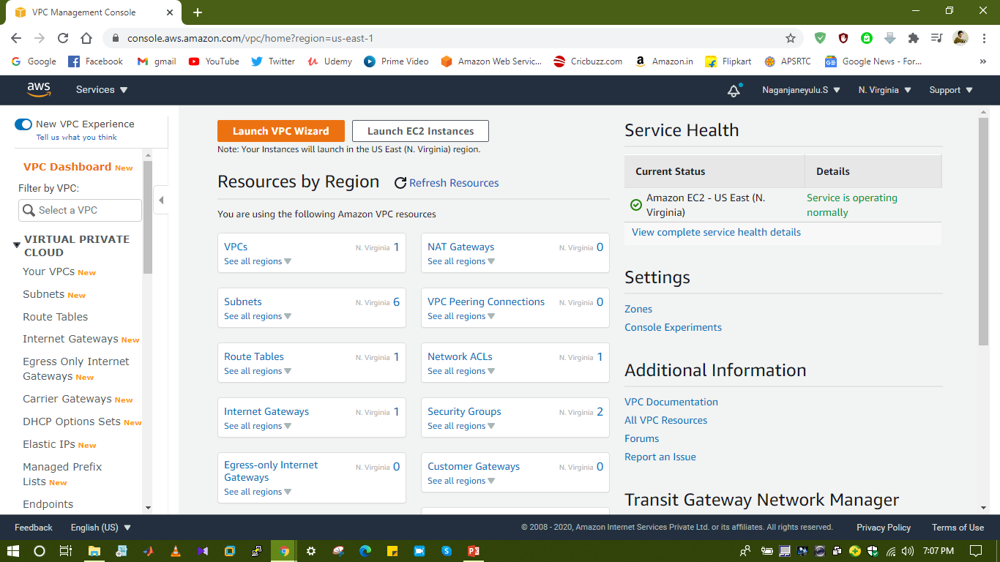 VPC Management Console
console.aws.amazon.com/vpc/home?region=us-east-1
Google Facebook gmail YouTube Twitter Udemy Prime Video Amazon Web Servic... Cricbuzz.com Amazon.in Flipkart APSRTC Google News - For...
aws Services Naganjaneyulu.S N. Virginia Support
New VPC Experience
Tell us what you think
VPC Dashboard New
Filter by VPC:
Select a VPC
VIRTUAL PRIVATE
CLOUD
Your VPCs New
Subnets New
Route Tables
Internet Gateways New
Egress Only Internet
Gateways New
Carrier Gateways New
DHCP Options Sets New
Elastic IPs New
Managed Prefix
Lists New
Endpoints
Launch VPC Wizard Launch EC2 Instances
Note: Your Instances will launch in the US East (N. Virginia) region.
Resources by Region Refresh Resources
You are using the following Amazon VPC resources
VPCs N. Virginia 1
See all regions
NAT Gateways N. Virginia 0
See all regions
Subnets N. Virginia 6
See all regions
VPC Peering Connections N. Virginia 0
See all regions
Route Tables N. Virginia 1
See all regions
Network ACLs N. Virginia 1
See all regions
Internet Gateways N. Virginia 1
See all regions
Security Groups N. Virginia 2
See all regions
Egress-only Internet N. Virginia 0
Gateways
See all regions
Customer Gateways N. Virginia 0
See all regions
Service Health
Current Status Details
Amazon EC2 - US East (N. Service is operating
Virginia) normally
View complete service health details
Settings
Zones
Console Experiments
Additional Information
VPC Documentation
All VPC Resources
Forums
Report an Issue
Transit Gateway Network Manager
Feedback English (US) © 2008 - 2020, Amazon Internet Services Private Ltd. or its affiliates. All rights reserved. Privacy Policy Terms of Use
7:07 PM